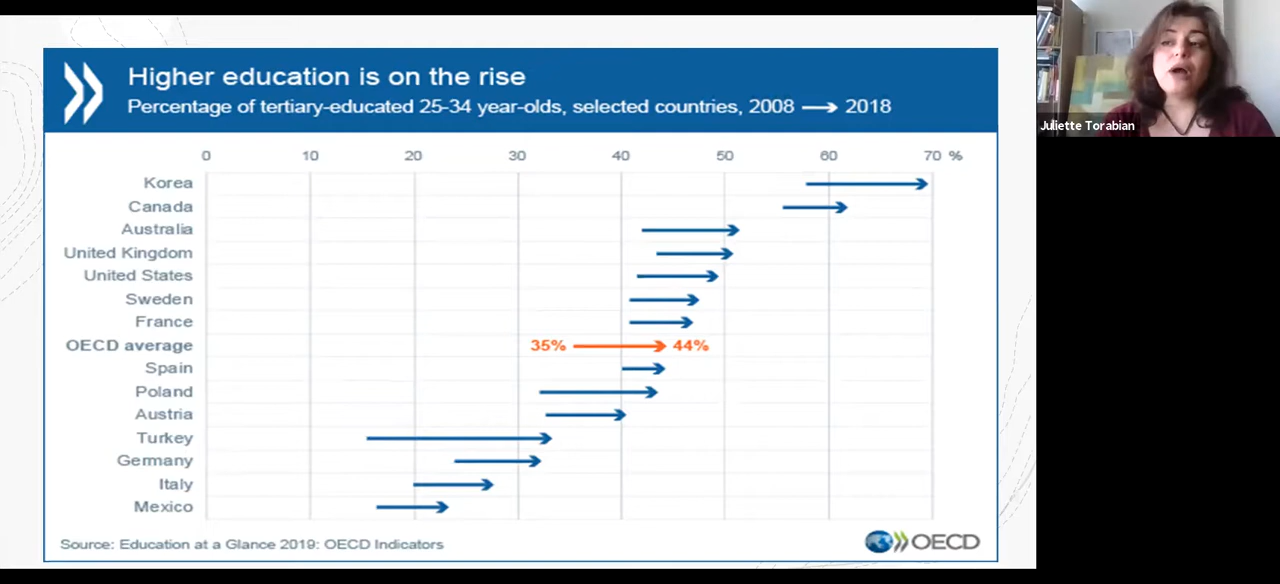 Higher education is on the rise
Percentage of tertiary-educated 25-34 year-olds, selected countries, 2008 → 2018
0 10 20 30 40 50 60 70 %
Korea
Canada
Australia
United Kingdom
United States
Sweden
France
OECD average 35% 44%
Spain
Poland
Austria
Turkey
Germany
Italy
Mexico
Source: Education at a Glance 2019: OECD Indicators
OECD
Juliette Torabian